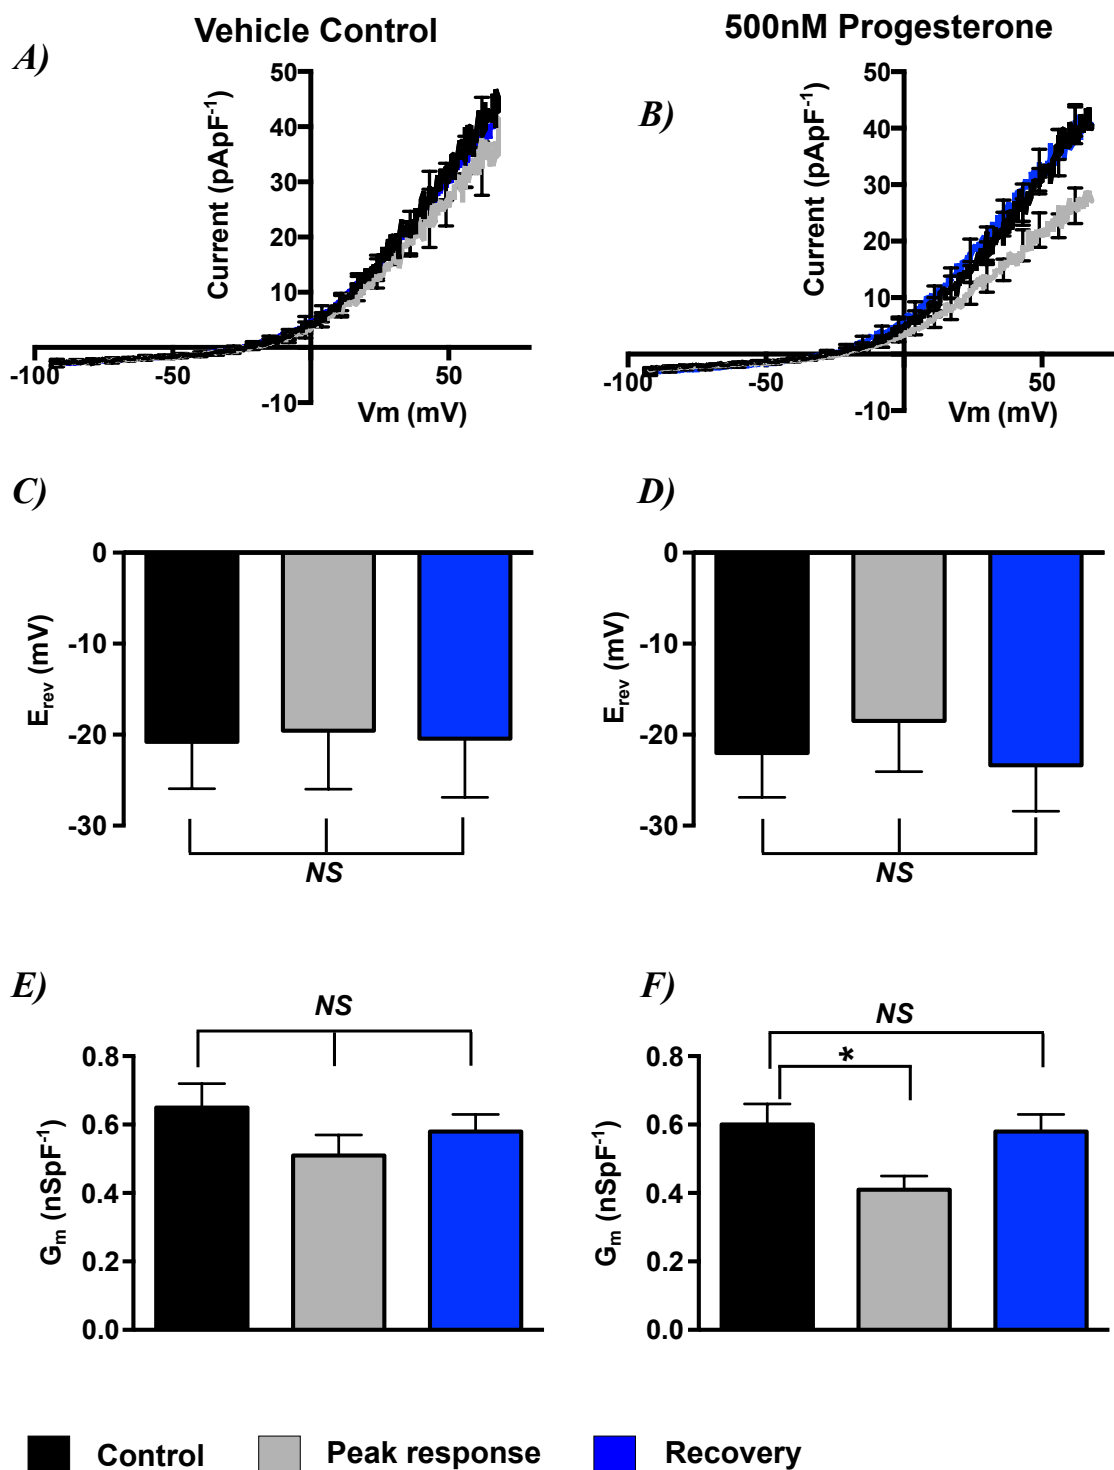 Vehicle Control
500nM Progesterone
A)
50
40
30
20
10
-10
-100
-50
50
Current (pApF⁻¹)
Vm (mV)
B)
50
40
30
20
10
-10
-100
-50
50
Current (pApF⁻¹)
Vm (mV)
C)
0
-10
-20
-30
Erev (mV)
NS
D)
0
-10
-20
-30
Erev (mV)
NS
E)
NS
0.8
0.6
0.4
0.2
0.0
Gm (nSpF⁻¹)
F)
NS
*
0.8
0.6
0.4
0.2
0.0
Gm (nSpF⁻¹)
Control
Peak response
Recovery